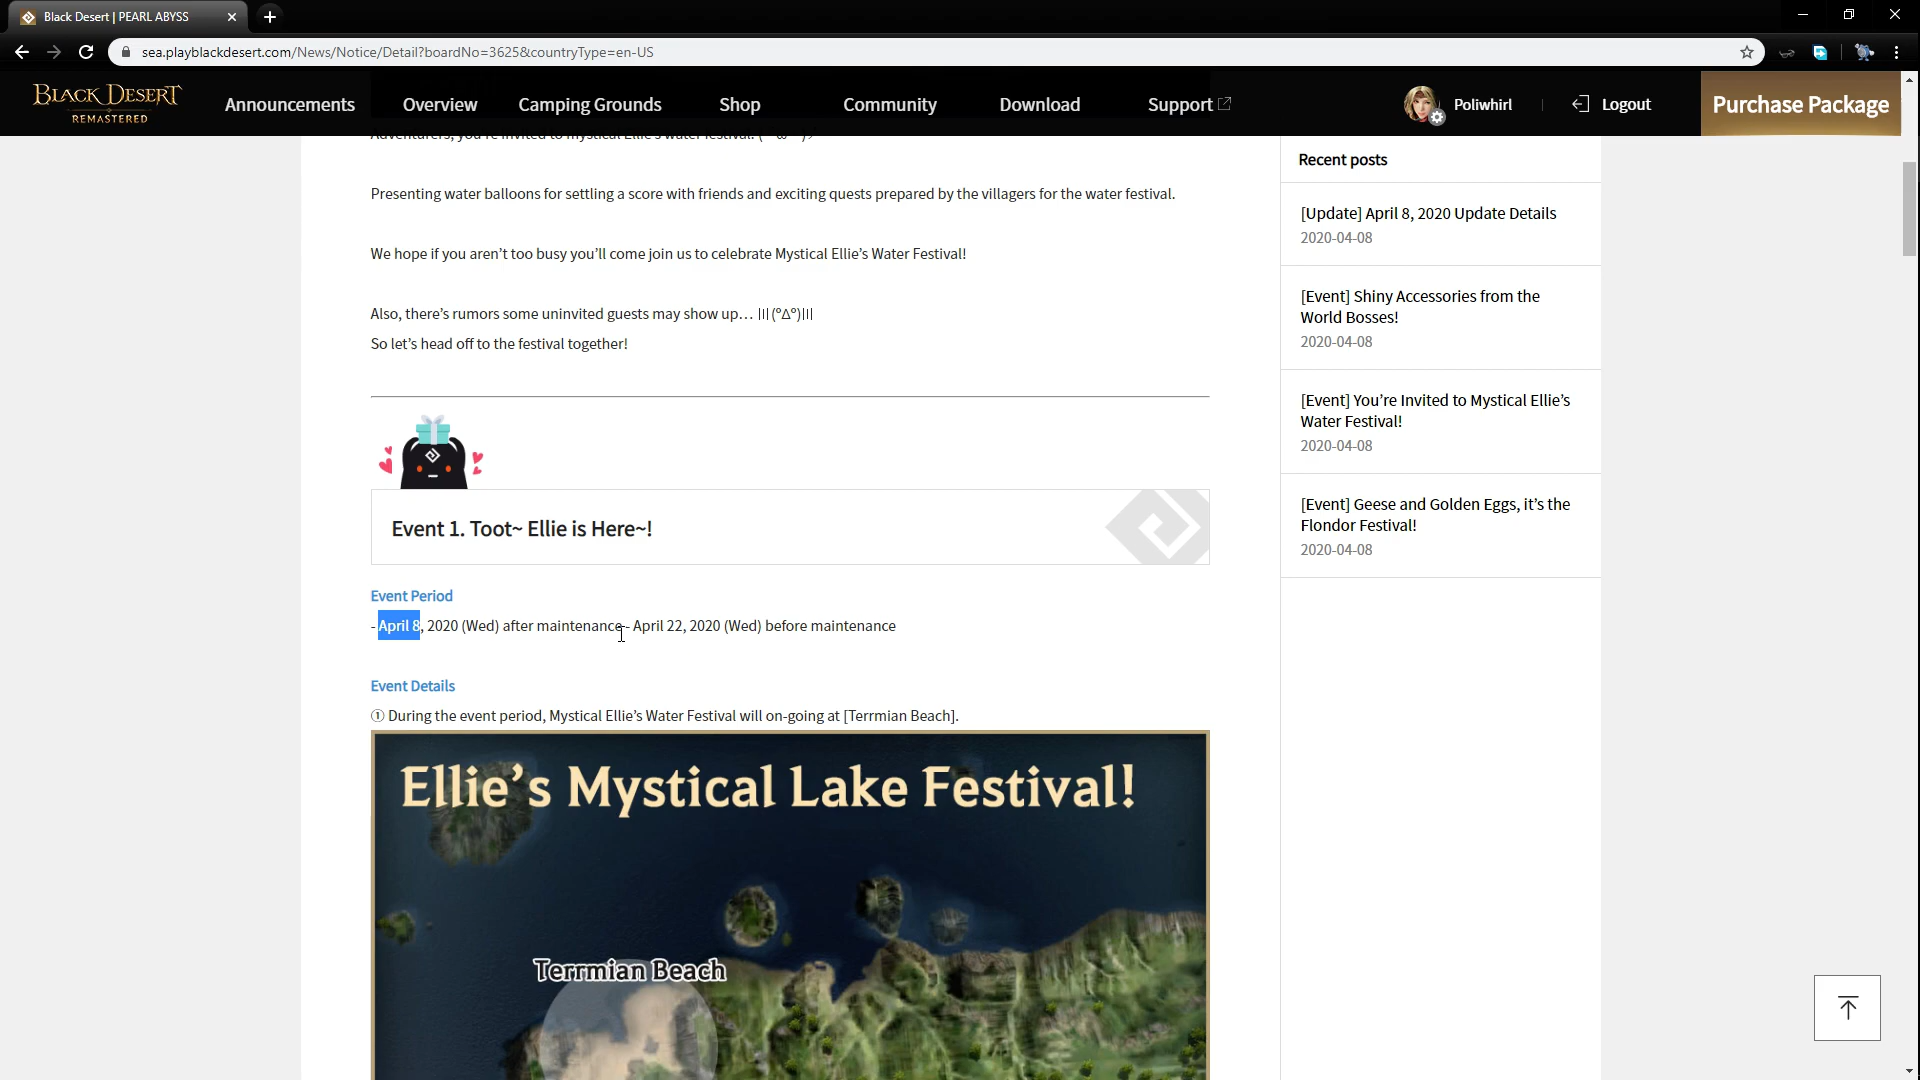 Black Desert | PEARL ABYSS
sea.playblackdesert.com/News/Notice/Detail?boardNo=3625&countryType=en-US
BLACK DESERT
REMASTERED
Announcements
Overview
Camping Grounds
Shop
Community
Download
Support
Poliwhirl
Logout
Purchase Package
Adventurers, you're invited to mystical Ellie's water festival!
Presenting water balloons for settling a score with friends and exciting quests prepared by the villagers for the water festival.
We hope if you aren't too busy you'll come join us to celebrate Mystical Ellie's Water Festival!
Also, there's rumors some uninvited guests may show up… |||(°Δ°)|||
So let's head off to the festival together!
Event 1. Toot~ Ellie is Here~!
Event Period
- April 8, 2020 (Wed) after maintenance - April 22, 2020 (Wed) before maintenance
Event Details
① During the event period, Mystical Ellie's Water Festival will on-going at [Terrmian Beach].
Ellie's Mystical Lake Festival!
Terrmian Beach
Recent posts
[Update] April 8, 2020 Update Details
2020-04-08
[Event] Shiny Accessories from the
World Bosses!
2020-04-08
[Event] You're Invited to Mystical Ellie's
Water Festival!
2020-04-08
[Event] Geese and Golden Eggs, it's the
Flondor Festival!
2020-04-08